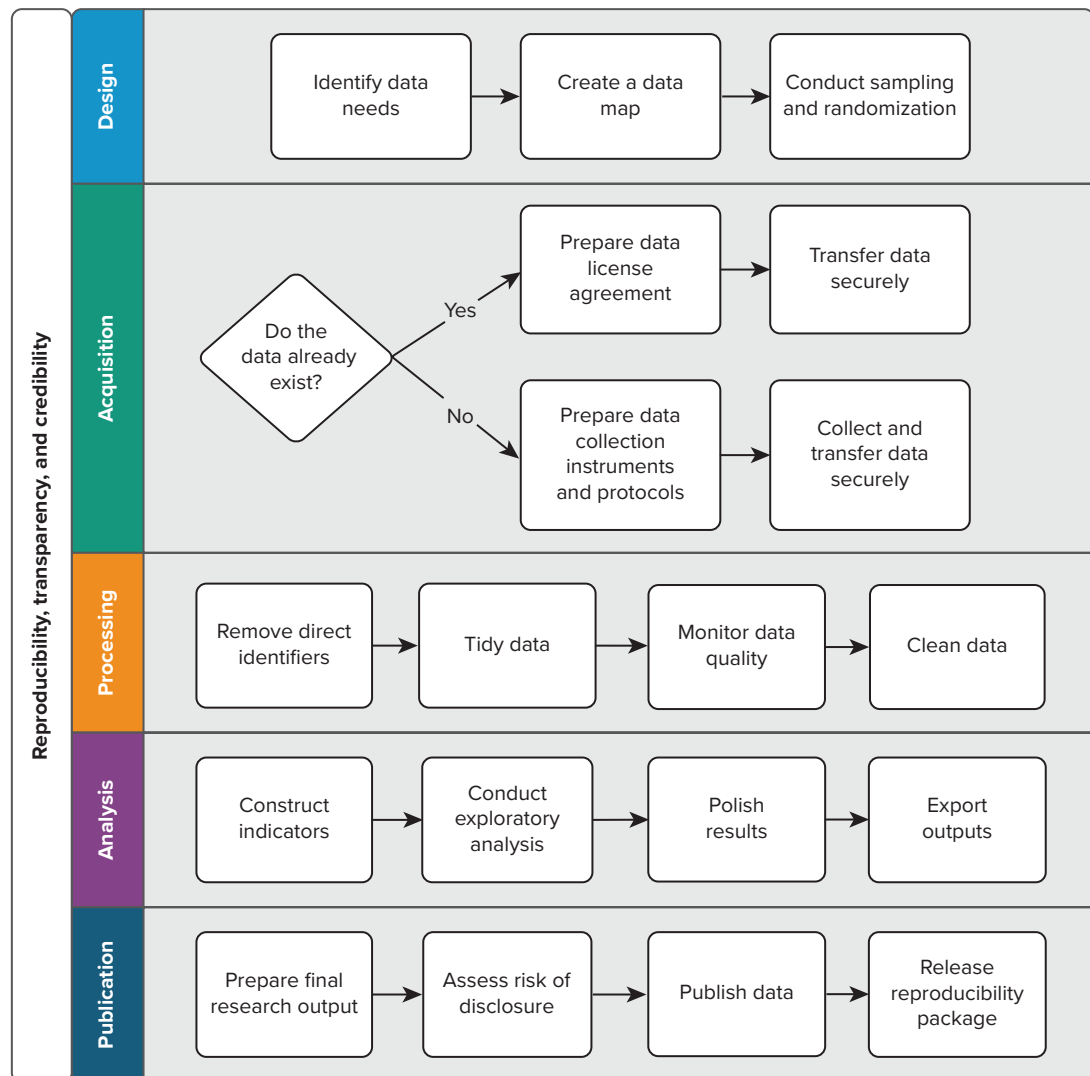 Reproducibility, transparency, and credibility
Design
Identify data
needs
Create a data
map
Conduct sampling
and randomization
Acquisition
Do the
data already
exist?
Yes
No
Prepare data
license
agreement
Transfer data
securely
Prepare data
collection
instruments
and protocols
Collect and
transfer data
securely
Processing
Remove direct
identifiers
Tidy data
Monitor data
quality
Clean data
Analysis
Construct
indicators
Conduct
exploratory
analysis
Polish
results
Export
outputs
Publication
Prepare final
research output
Assess risk of
disclosure
Publish data
Release
reproducibility
package